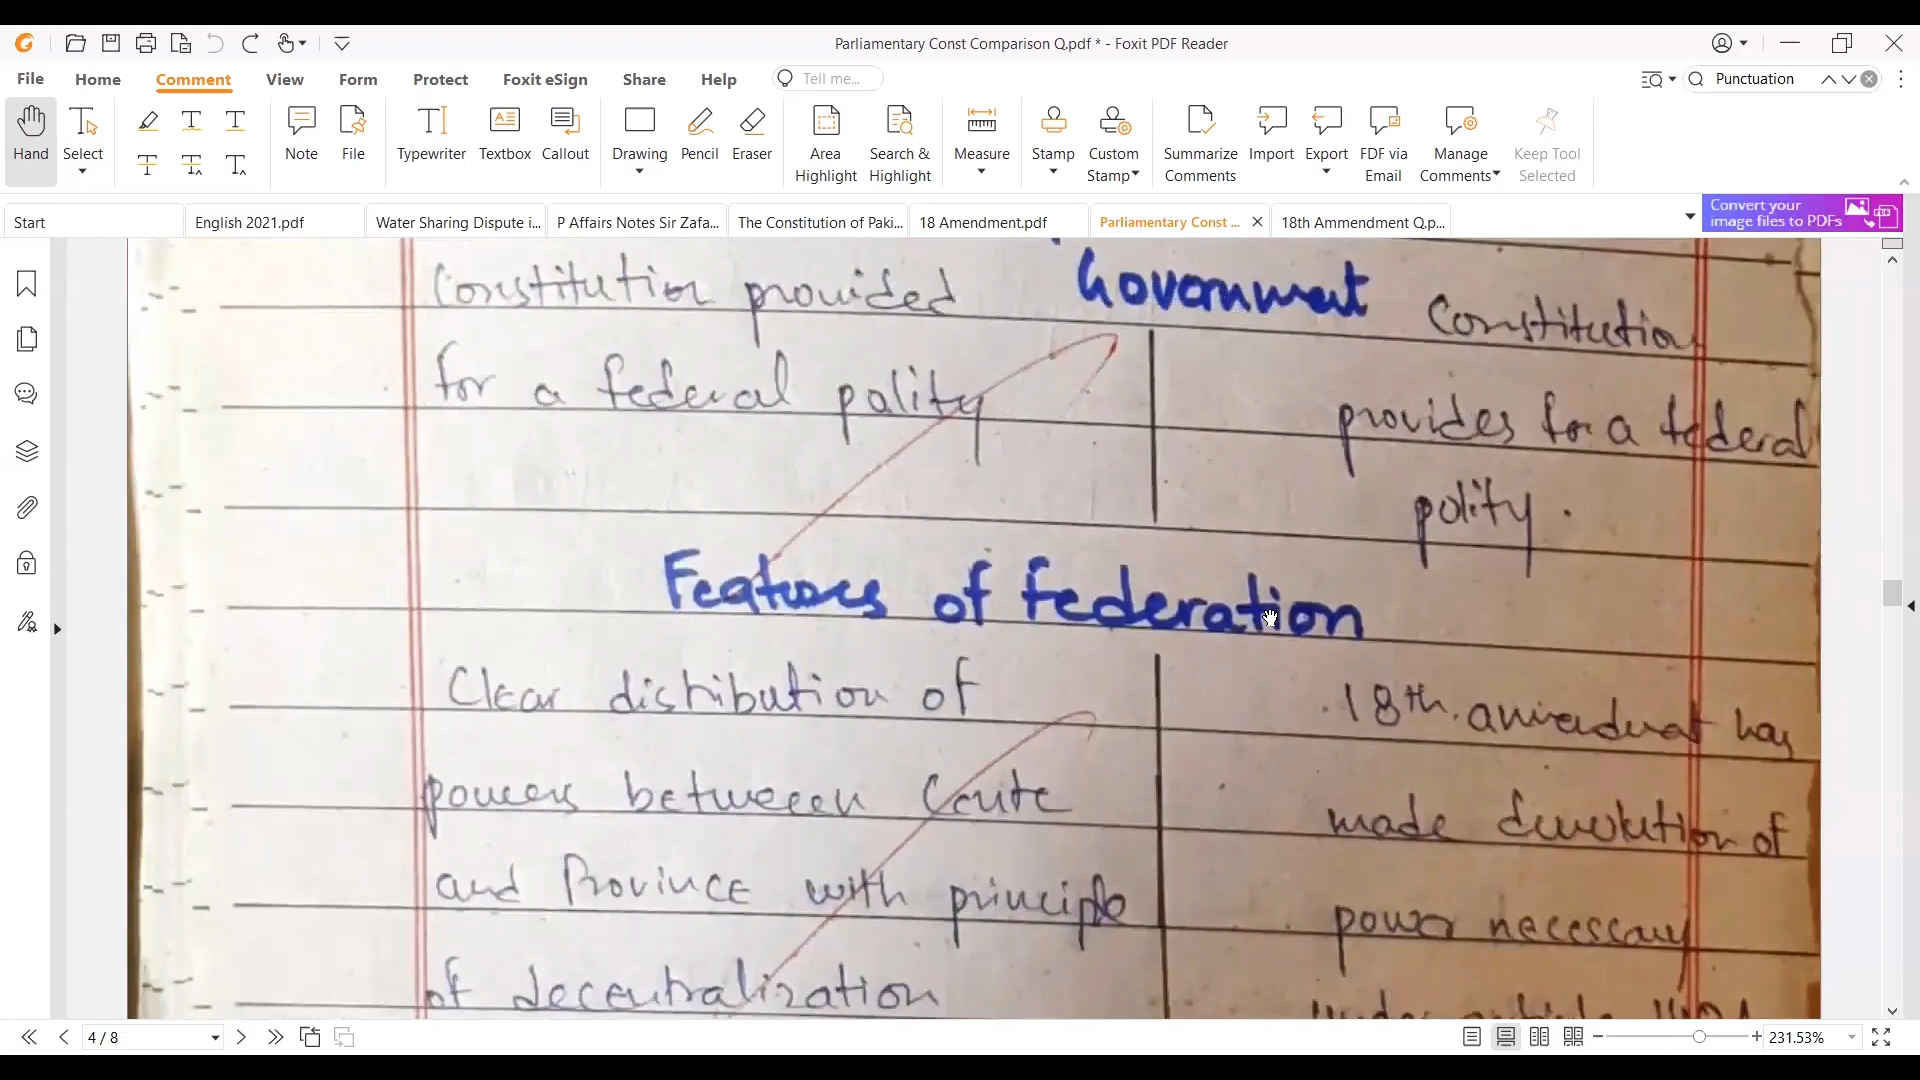 Parliamentary Const Comparison Q.pdf * - Foxit PDF Reader
File Home Comment View Form Protect Foxit eSign Share Help Tell me... Punctuation
Hand Select Note File Typewriter Textbox Callout Drawing Pencil Eraser Area Highlight Search & Highlight Measure Stamp Custom Stamp Summarize Comments Import Export FDF via Email Manage Comments Keep Tool Selected
Start English 2021.pdf Water Sharing Dispute i... P Affairs Notes Sir Zafa... The Constitution of Paki... 18 Amendment.pdf Parliamentary Const ... 18th Ammendment Q.p...
Convert your
image files to PDFs
Government
Constitution provided
for a federal polity
Constitution
provides for a federal
polity.
Features of federation
Clear distribution of
powers between Cente
and Province with principle
of decentralization
18th amendment has
made devolution of
power necessary
4 / 8 231.53%